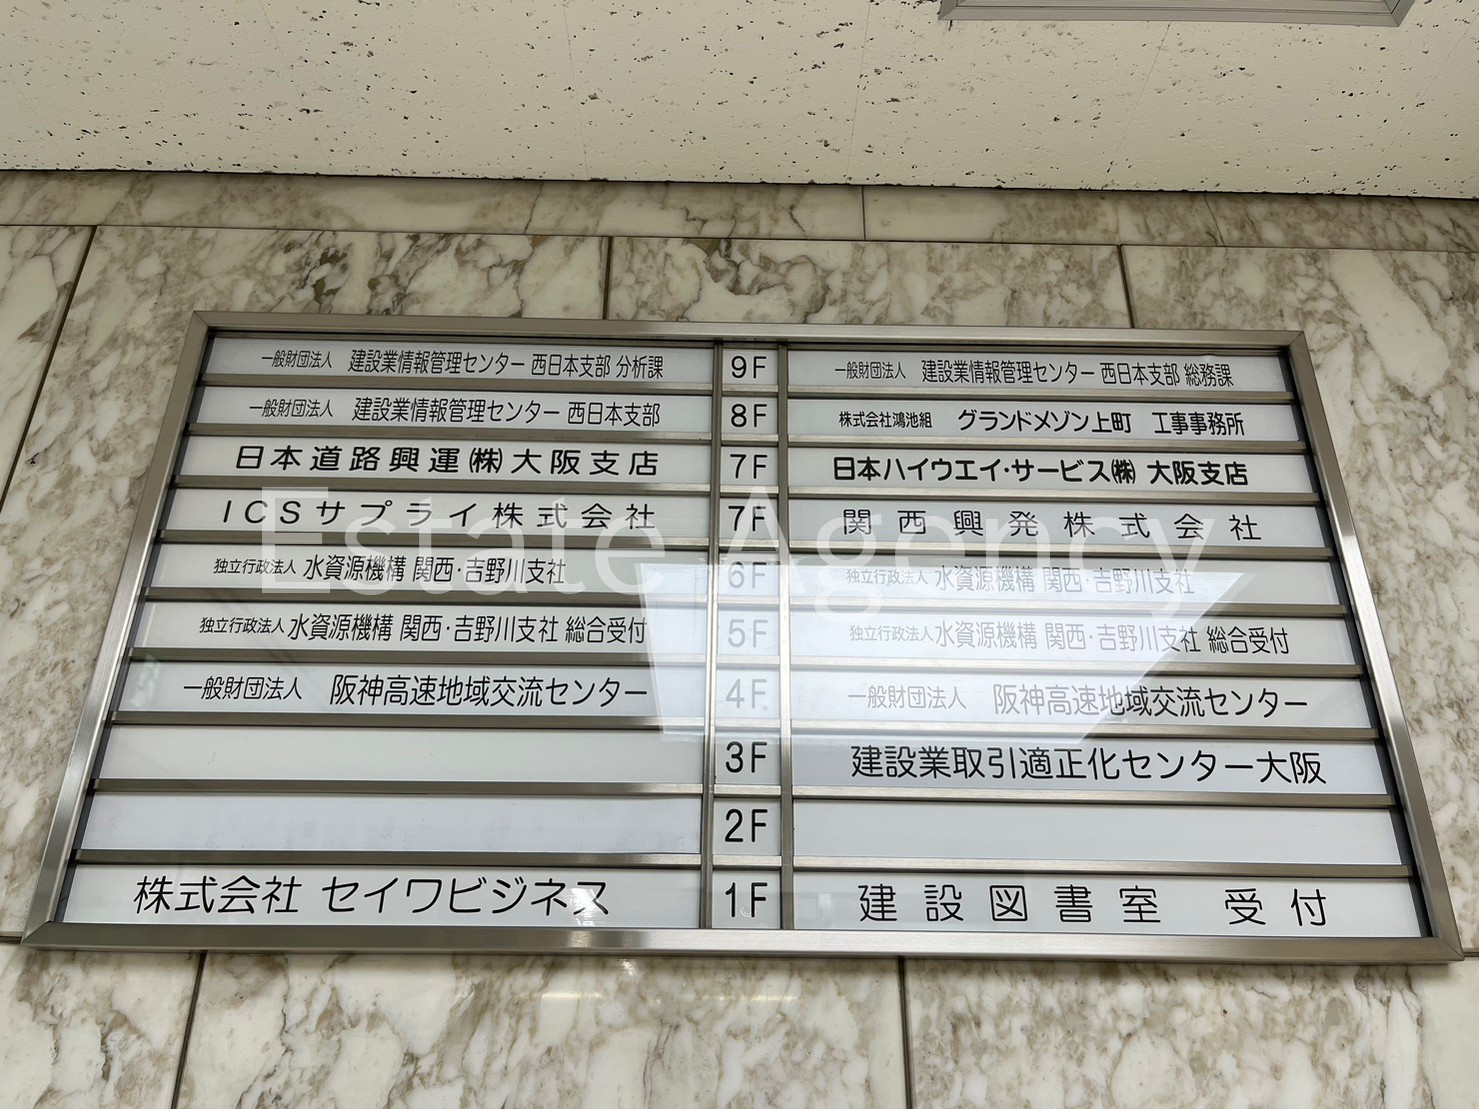 一般財団法人 建設業情報管理センター 西日本支部 分析課 9F 一般財団法人 建設業情報管理センター 西日本支部 総務課
一般財団法人 建設業情報管理センター 西日本支部 8F 株式会社鴻池組 グランドメゾン上町 工事事務所
日本道路興運㈱大阪支店 7F 日本ハイウエイ・サービス㈱ 大阪支店
ICSサプライ株式会社 7F 関西興発株式会社
独立行政法人 水資源機構 関西・吉野川支社 6F 独立行政法人 水資源機構 関西・吉野川支社
独立行政法人 水資源機構 関西・吉野川支社 総合受付 5F 独立行政法人 水資源機構 関西・吉野川支社 総合受付
一般財団法人 阪神高速地域交流センター 4F 一般財団法人 阪神高速地域交流センター
3F 建設業取引適正化センター大阪
2F
株式会社 セイワビジネス 1F 建設図書室 受付
Estate Agency